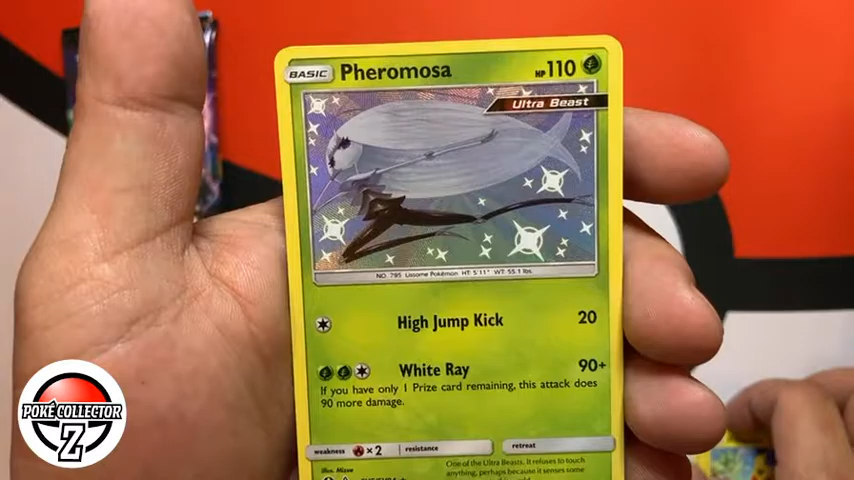 BASIC Pheromosa HP 110
Ultra Beast
NO. 795 Lissome Pokémon HT: 5'11" WT: 55.1 lbs.
High Jump Kick 20
White Ray 90+
If you have only 1 Prize card remaining, this attack does
90 more damage.
weakness ×2 resistance retreat
One of the Ultra Beasts. It refuses to touch
anything, perhaps because it senses some
Illus. Mizue
POKÉ COLLECTOR
Z